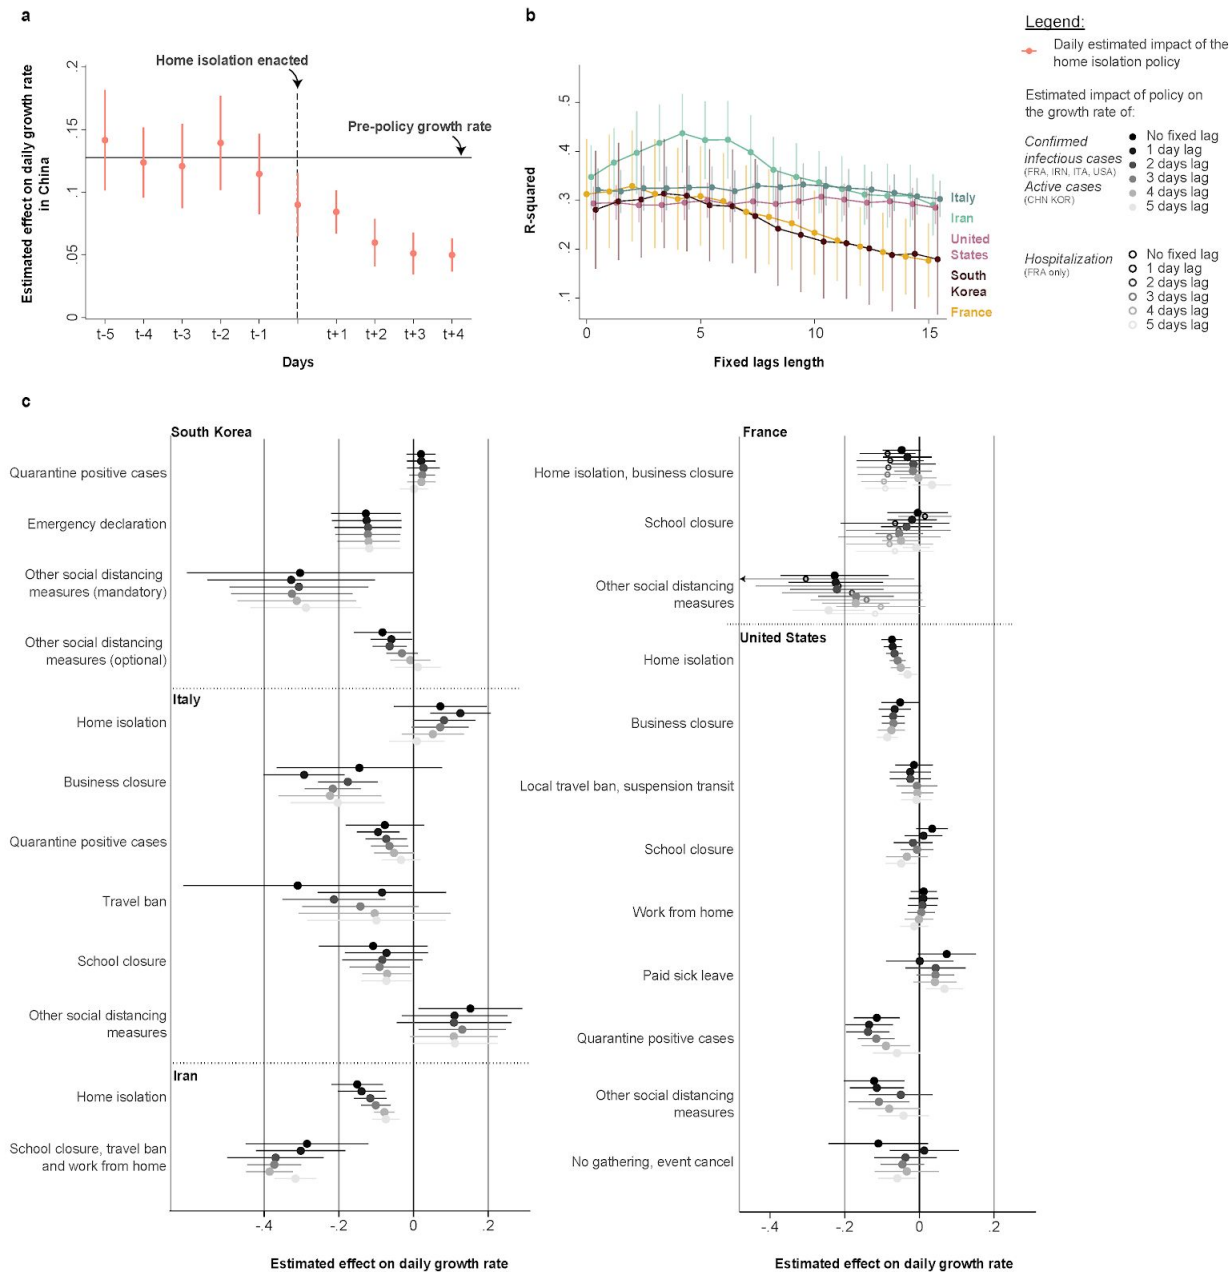 a
Estimated effect on daily growth rate
in China
.2
.15
.1
.05
0
Home isolation enacted
Pre-policy growth rate
t-5
t-4
t-3
t-2
t-1
t+1
t+2
t+3
t+4
Days
b
R-squared
.5
.4
.3
.2
.1
0
5
10
15
Fixed lags length
Italy
Iran
United
States
South
Korea
France
Legend:
Daily estimated impact of the
home isolation policy
Estimated impact of policy on
the growth rate of:
Confirmed
infectious cases
(FRA, IRN, ITA, USA)
Active cases
(CHN KOR)
No fixed lag
1 day lag
2 days lag
3 days lag
4 days lag
5 days lag
Hospitalization
(FRA only)
No fixed lag
1 day lag
2 days lag
3 days lag
4 days lag
5 days lag
c
South Korea
Quarantine positive cases
Emergency declaration
Other social distancing
measures (mandatory)
Other social distancing
measures (optional)
Italy
Home isolation
Business closure
Quarantine positive cases
Travel ban
School closure
Other social distancing
measures
Iran
Home isolation
School closure, travel ban
and work from home
-.4
-.2
0
.2
Estimated effect on daily growth rate
France
Home isolation, business closure
School closure
Other social distancing
measures
United States
Home isolation
Business closure
Local travel ban, suspension transit
School closure
Work from home
Paid sick leave
Quarantine positive cases
Other social distancing
measures
No gathering, event cancel
-.4
-.2
0
.2
Estimated effect on daily growth rate